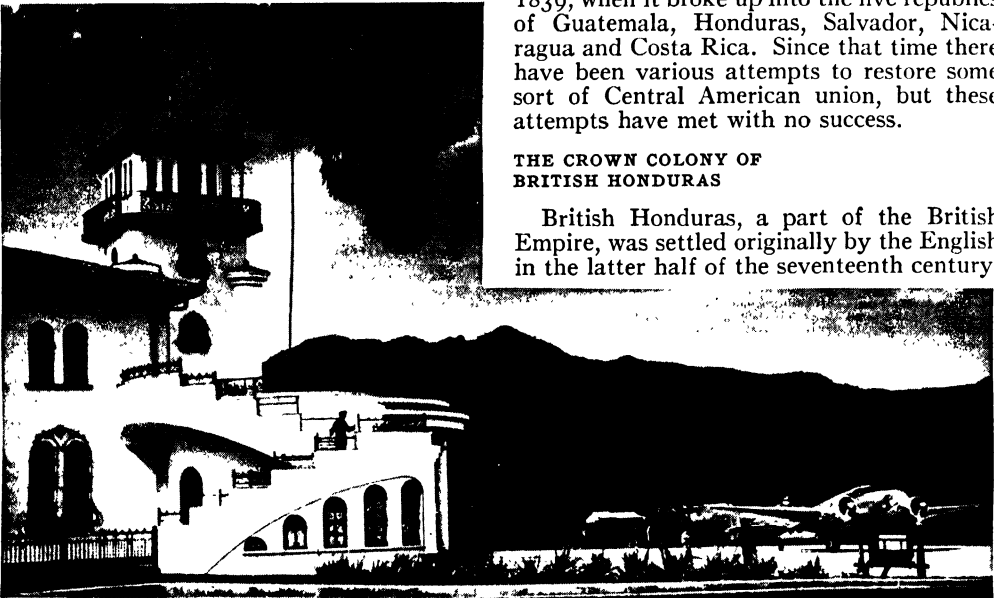 1839, when it broke up into the five republics
of Guatemala, Honduras, Salvador, Nica-
ragua and Costa Rica. Since that time there
have been various attempts to restore some
sort of Central American union, but these
attempts have met with no success.
THE CROWN COLONY OF
BRITISH HONDURAS
British Honduras, a part of the British
Empire, was settled originally by the English
in the latter half of the seventeenth century